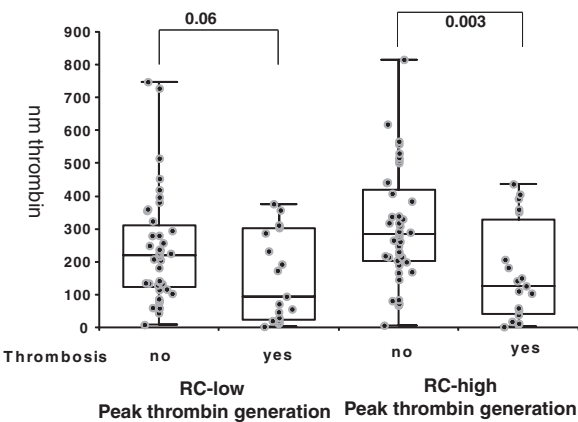 0.06 0.003
900
800
700
600
500
400
300
200
100
0
nm thrombin
Thrombosis no yes no yes
RC-low RC-high
Peak thrombin generation Peak thrombin generation